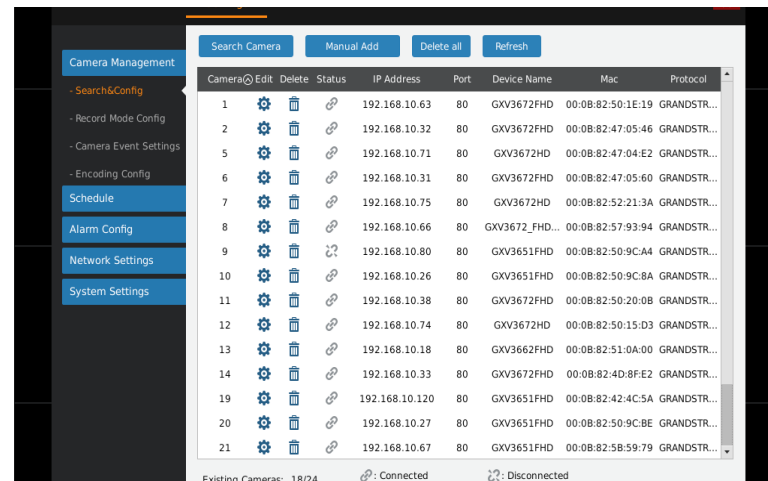 Search Camera Manual Add Delete all Refresh
Camera Management
- Search&Config
- Record Mode Config
- Camera Event Settings
- Encoding Config
Schedule
Alarm Config
Network Settings
System Settings
Camera Edit Delete Status IP Address Port Device Name Mac Protocol
1 192.168.10.63 80 GXV3672FHD 00:0B:82:50:1E:19 GRANDSTR...
2 192.168.10.32 80 GXV3672FHD 00:0B:82:47:05:46 GRANDSTR...
5 192.168.10.71 80 GXV3672HD 00:0B:82:47:04:E2 GRANDSTR...
6 192.168.10.31 80 GXV3672FHD 00:0B:82:47:05:60 GRANDSTR...
7 192.168.10.75 80 GXV3672HD 00:0B:82:52:21:3A GRANDSTR...
8 192.168.10.66 80 GXV3672_FHD... 00:0B:82:57:93:94 GRANDSTR...
9 192.168.10.80 80 GXV3651FHD 00:0B:82:50:9C:A4 GRANDSTR...
10 192.168.10.26 80 GXV3651FHD 00:0B:82:50:9C:8A GRANDSTR...
11 192.168.10.38 80 GXV3672FHD 00:0B:82:50:20:0B GRANDSTR...
12 192.168.10.74 80 GXV3672HD 00:0B:82:50:15:D3 GRANDSTR...
13 192.168.10.18 80 GXV3662FHD 00:0B:82:51:0A:00 GRANDSTR...
14 192.168.10.33 80 GXV3672FHD 00:0B:82:4D:8F:E2 GRANDSTR...
19 192.168.10.120 80 GXV3651FHD 00:0B:82:42:4C:5A GRANDSTR...
20 192.168.10.27 80 GXV3651FHD 00:0B:82:50:9C:BE GRANDSTR...
21 192.168.10.67 80 GXV3651FHD 00:0B:82:5B:59:79 GRANDSTR...
Existing Cameras: 18/24 : Connected : Disconnected